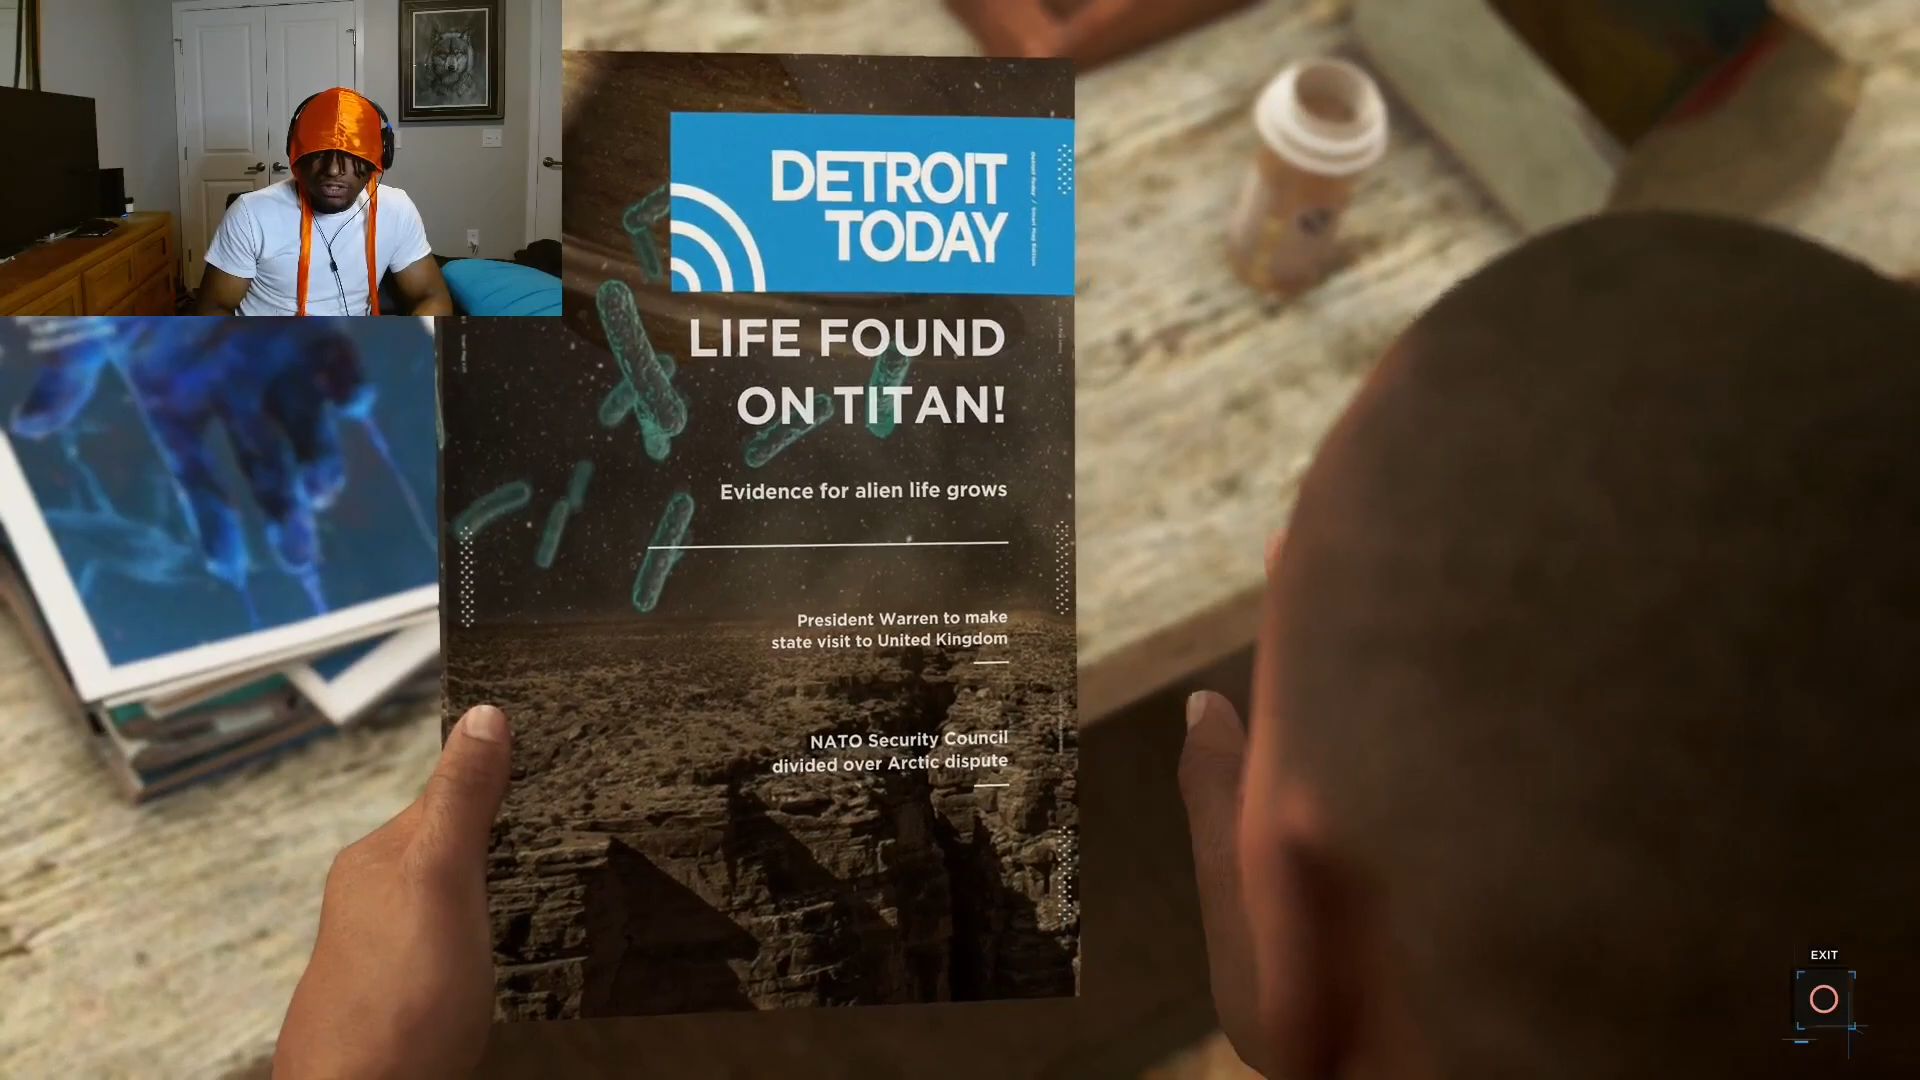 DETROIT
TODAY
LIFE FOUND
ON TITAN!
Evidence for alien life grows
President Warren to make
state visit to United Kingdom
NATO Security Council
divided over Arctic dispute
EXIT